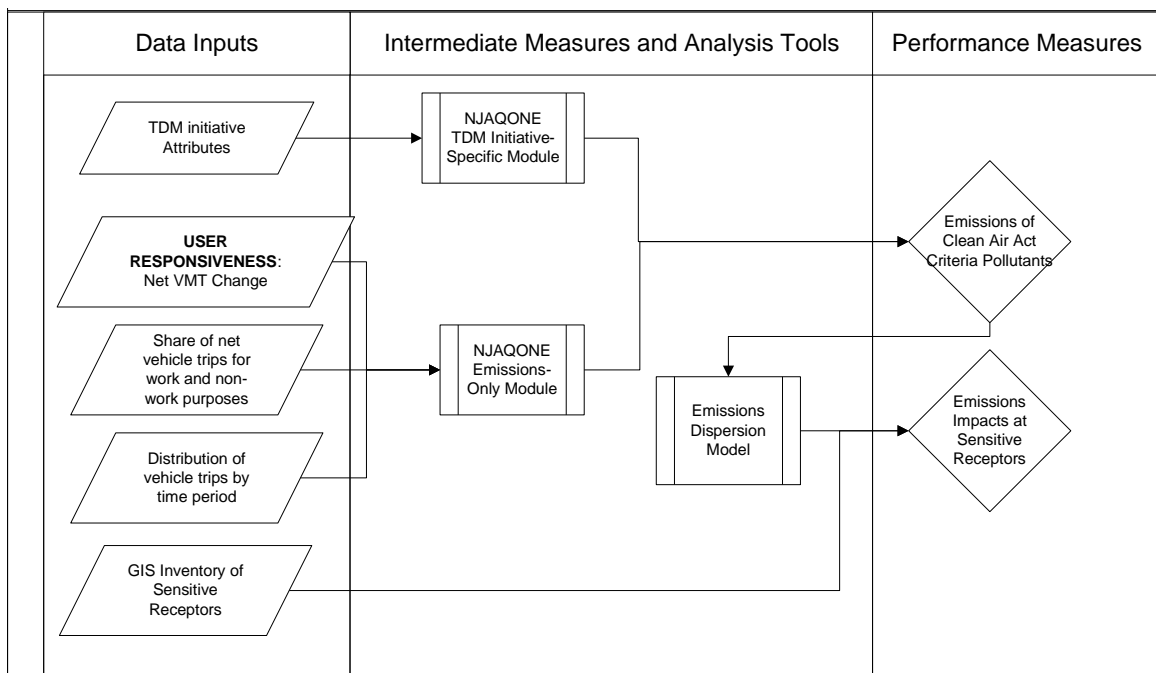 Data Inputs
Intermediate Measures and Analysis Tools
Performance Measures
TDM initiative
Attributes
NJAQONE
TDM Initiative-
Specific Module
USER
RESPONSIVENESS:
Net VMT Change
Emissions of
Clean Air Act
Criteria Pollutants
Share of net
vehicle trips for
work and non-
work purposes
NJAQONE
Emissions-
Only Module
Emissions
Dispersion
Model
Emissions
Impacts at
Sensitive
Receptors
Distribution of
vehicle trips by
time period
GIS Inventory of
Sensitive
Receptors